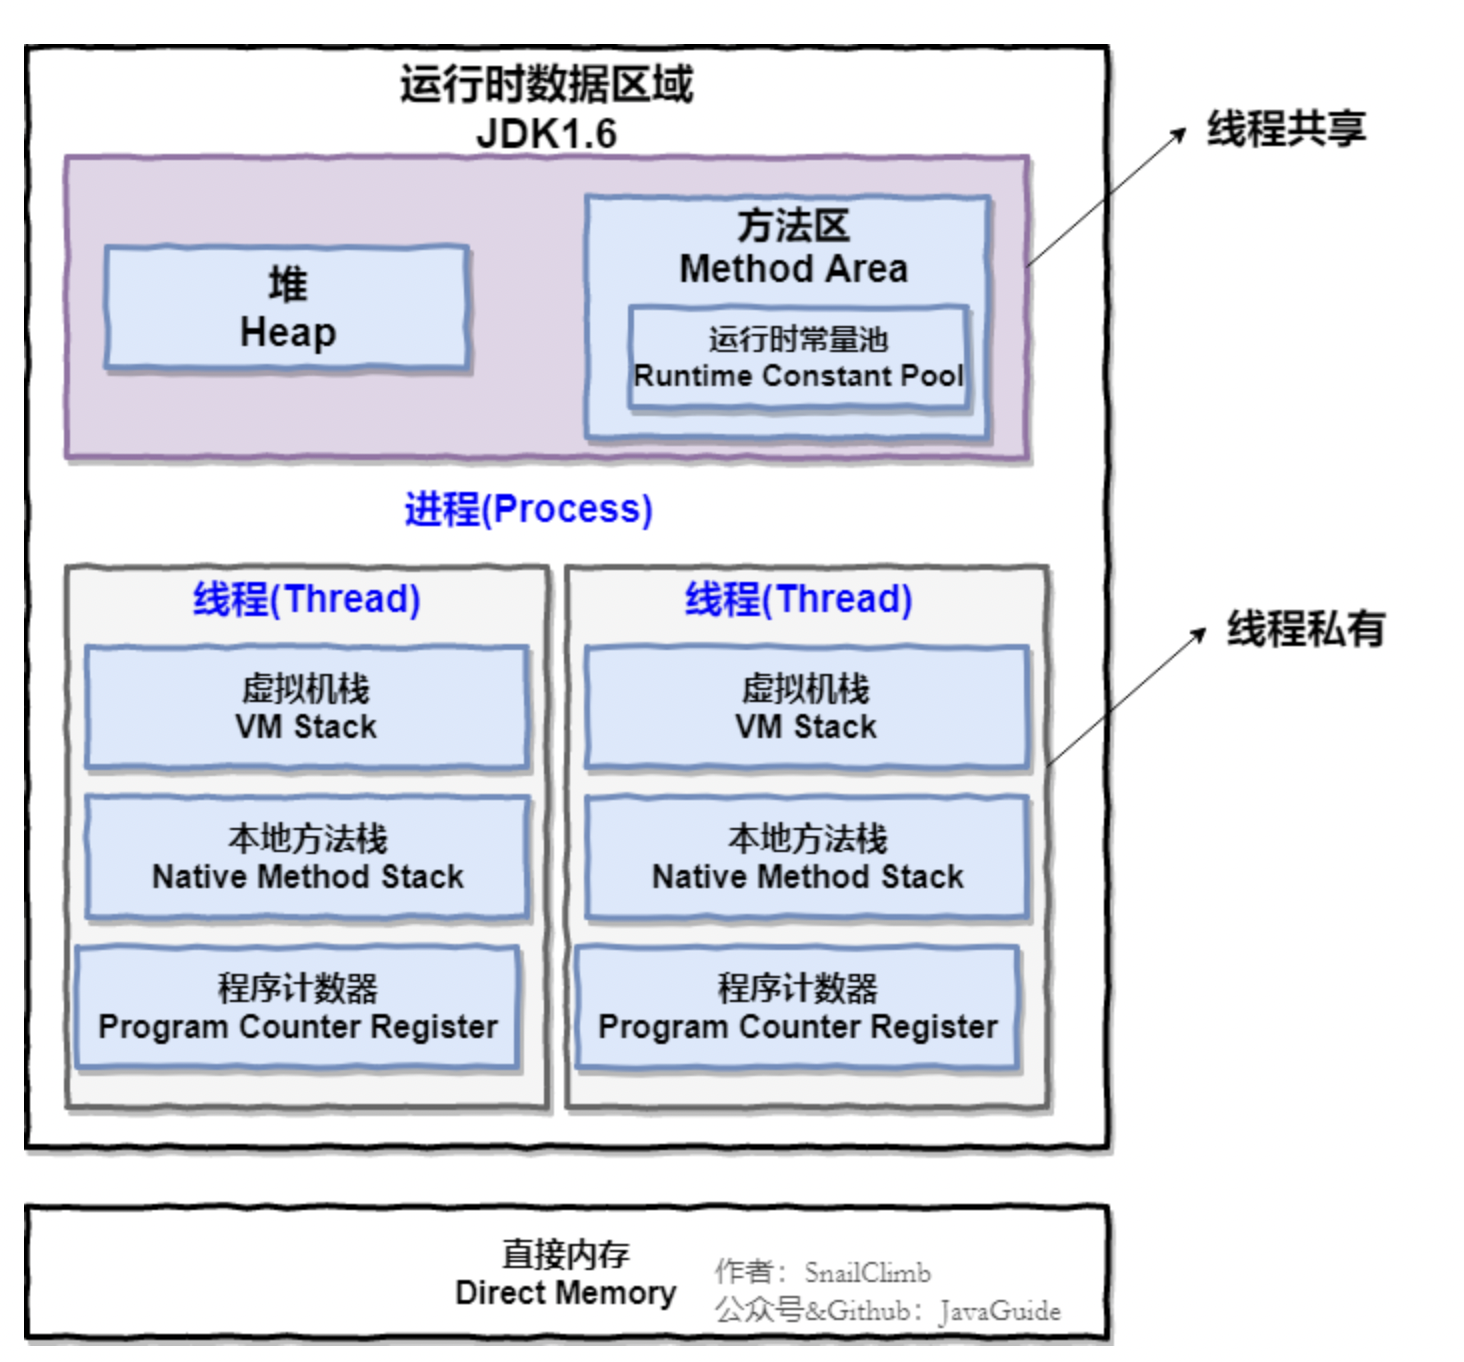 运行时数据区域
JDK1.6
线程共享
堆
Heap
方法区
Method Area
运行时常量池
Runtime Constant Pool
进程(Process)
线程(Thread)
虚拟机栈
VM Stack
本地方法栈
Native Method Stack
程序计数器
Program Counter Register
线程(Thread)
虚拟机栈
VM Stack
本地方法栈
Native Method Stack
程序计数器
Program Counter Register
线程私有
直接内存
Direct Memory
作者：SnailClimb
公众号&Github：JavaGuide